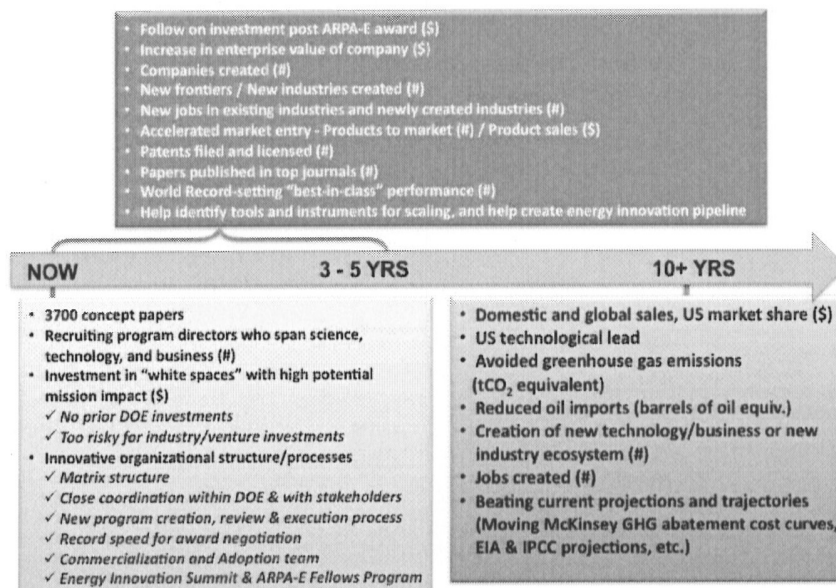 • Follow on investment post ARPA-E award ($)
• Increase in enterprise value of company ($)
• Companies created (#)
• New frontiers / New industries created (#)
• New jobs in existing industries and newly created industries (#)
• Accelerated market entry - Products to market (#) / Product sales ($)
• Patents filed and licensed (#)
• Papers published in top journals (#)
• World Record-setting "best-in-class" performance (#)
• Help identify tools and instruments for scaling, and help create energy innovation pipeline
NOW
3 - 5 YRS
10+ YRS
• 3700 concept papers
• Recruiting program directors who span science,
technology, and business (#)
• Investment in "white spaces" with high potential
mission impact ($)
✓ No prior DOE investments
✓ Too risky for industry/venture investments
• Innovative organizational structure/processes
✓ Matrix structure
✓ Close coordination within DOE & with stakeholders
✓ New program creation, review & execution process
✓ Record speed for award negotiation
✓ Commercialization and Adoption team
✓ Energy Innovation Summit & ARPA-E Fellows Program
• Domestic and global sales, US market share ($)
• US technological lead
• Avoided greenhouse gas emissions
(tCO₂ equivalent)
• Reduced oil imports (barrels of oil equiv.)
• Creation of new technology/business or new
industry ecosystem (#)
• Jobs created (#)
• Beating current projections and trajectories
(Moving McKinsey GHG abatement cost curves,
EIA & IPCC projections, etc.)